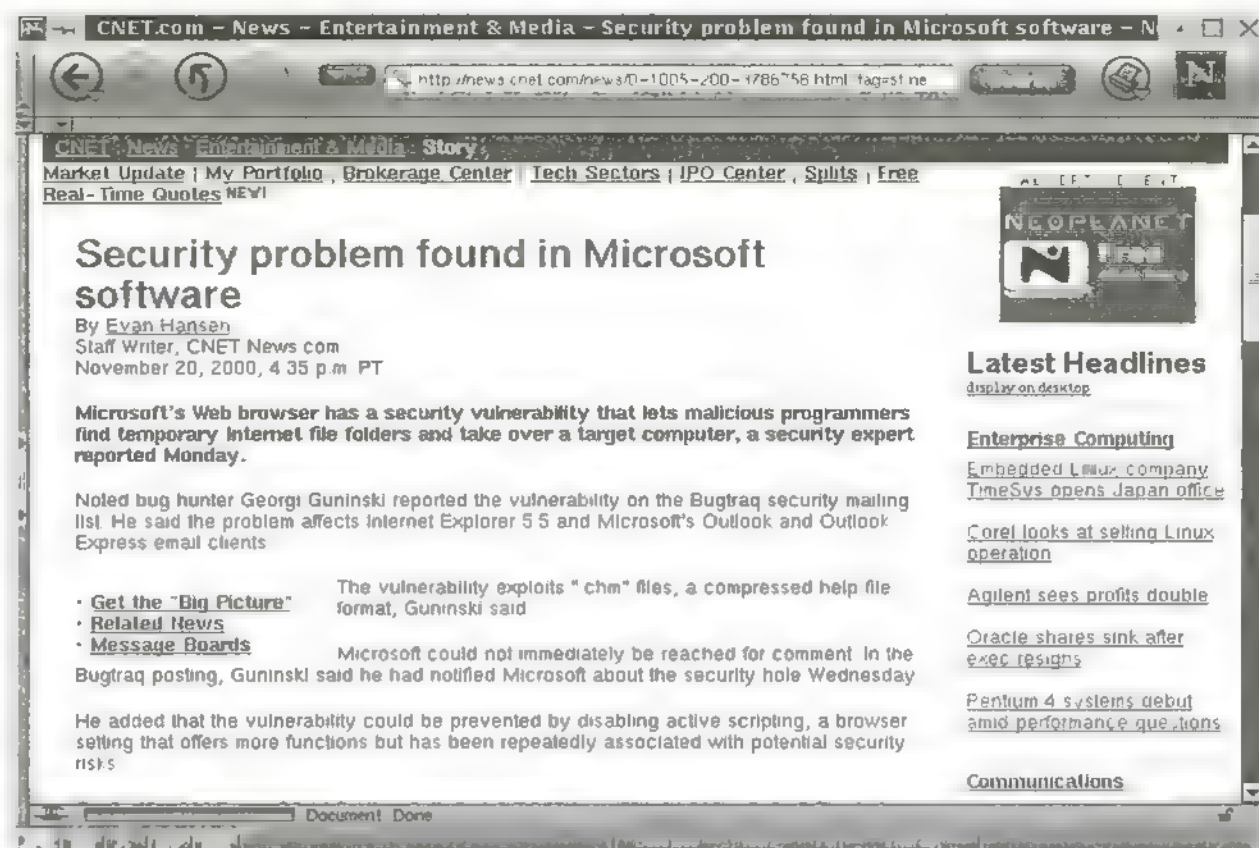 CNET.com – News – Entertainment & Media – Security problem found in Microsoft software – N
http://news.cnet.com/news/0-1005-200-3786758.html
CNET News Entertainment & Media Story
Market Update | My Portfolio , Brokerage Center | Tech Sectors | IPO Center , Splits | Free
Real-Time Quotes NEW!
NEOPLANET
Security problem found in Microsoft
software
By Evan Hansen
Staff Writer, CNET News com
November 20, 2000, 4 35 p.m PT
Microsoft's Web browser has a security vulnerability that lets malicious programmers
find temporary Internet file folders and take over a target computer, a security expert
reported Monday.
Noted bug hunter Georgi Guninski reported the vulnerability on the Bugtraq security mailing
list. He said the problem affects Internet Explorer 5 5 and Microsoft's Outlook and Outlook
Express email clients
• Get the "Big Picture"
• Related News
• Message Boards
The vulnerability exploits " chm" files, a compressed help file
format, Guninski said
Microsoft could not immediately be reached for comment In the
Bugtraq posting, Guninski said he had notified Microsoft about the security hole Wednesday
He added that the vulnerability could be prevented by disabling active scripting, a browser
setting that offers more functions but has been repeatedly associated with potential security
risks
Latest Headlines
display on desktop
Enterprise Computing
Embedded Linux company
TimeSys opens Japan office
Corel looks at selling Linux
operation
Agilent sees profits double
Oracle shares sink after
exec resigns
Pentium 4 systems debut
amid performance questions
Communications
Document Done